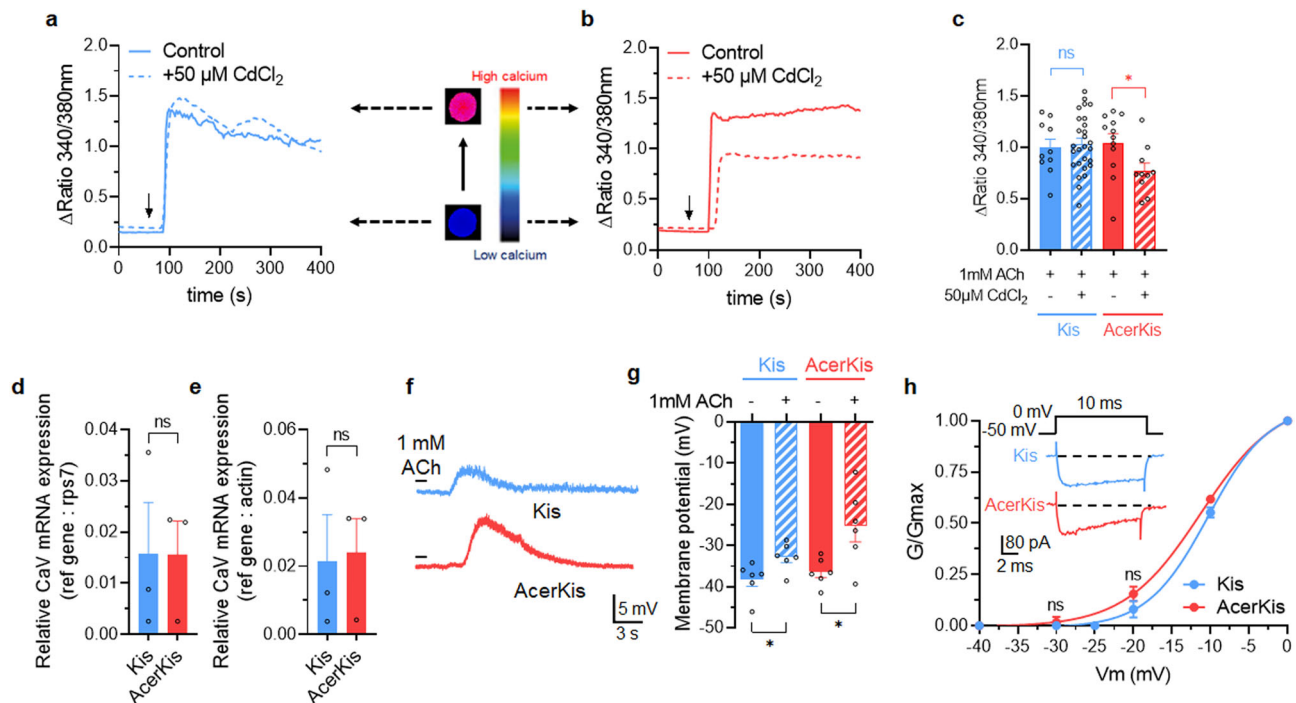 a
Control
+50 µM CdCl₂
ΔRatio 340/380nm
2.0
1.5
1.0
0.5
0.0
0 100 200 300 400
time (s)
High calcium
Low calcium
b
Control
+50 µM CdCl₂
ΔRatio 340/380nm
2.0
1.5
1.0
0.5
0.0
0 100 200 300 400
time (s)
c
ΔRatio 340/380nm
2.0
1.5
1.0
0.5
0.0
ns
*
1mM ACh + + + +
50µM CdCl₂ - + - +
Kis AcerKis
d
Relative CaV mRNA expression
(ref gene : rps7)
0.04
0.03
0.02
0.01
0.00
ns
Kis
AcerKis
e
Relative CaV mRNA expression
(ref gene : actin)
0.06
0.04
0.02
0.00
ns
Kis
AcerKis
f
1 mM
ACh
Kis
AcerKis
5 mV
3 s
g
Kis AcerKis
1mM ACh - + - +
Membrane potential (mV)
0
-10
-20
-30
-40
-50
*
*
h
G/Gmax
1.00
0.75
0.50
0.25
0.00
0 mV
-50 mV
10 ms
Kis
AcerKis
80 pA
2 ms
ns
ns
Kis
AcerKis
-40 -30 -20 -10 0
Vm (mV)